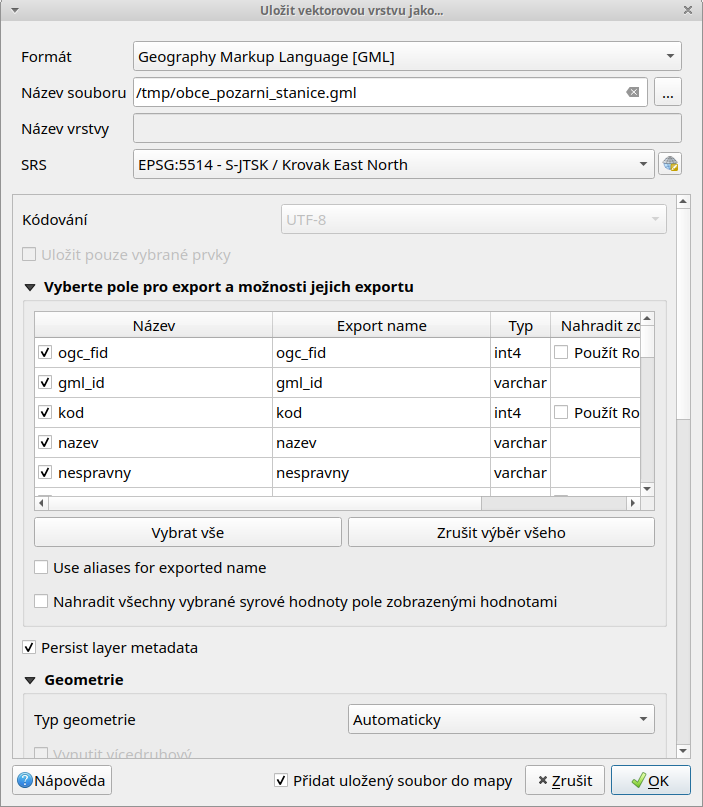 Uložit vektorovou vrstvu jako...
Formát Geography Markup Language [GML]
Název souboru /tmp/obce_pozarni_stanice.gml ...
Název vrstvy
SRS EPSG:5514 - S-JTSK / Krovak East North
Kódování UTF-8
Uložit pouze vybrané prvky
Vyberte pole pro export a možnosti jejich exportu
Název Export name Typ Nahradit zo
ogc_fid ogc_fid int4 Použít Ro
gml_id gml_id varchar
kod kod int4 Použít Ro
nazev nazev varchar
nespravny nespravny varchar
Vybrat vše Zrušit výběr všeho
Use aliases for exported name
Nahradit všechny vybrané syrové hodnoty pole zobrazenými hodnotami
Persist layer metadata
Geometrie
Typ geometrie Automaticky
Vynutit vícedruhový
Nápověda Přidat uložený soubor do mapy Zrušit OK